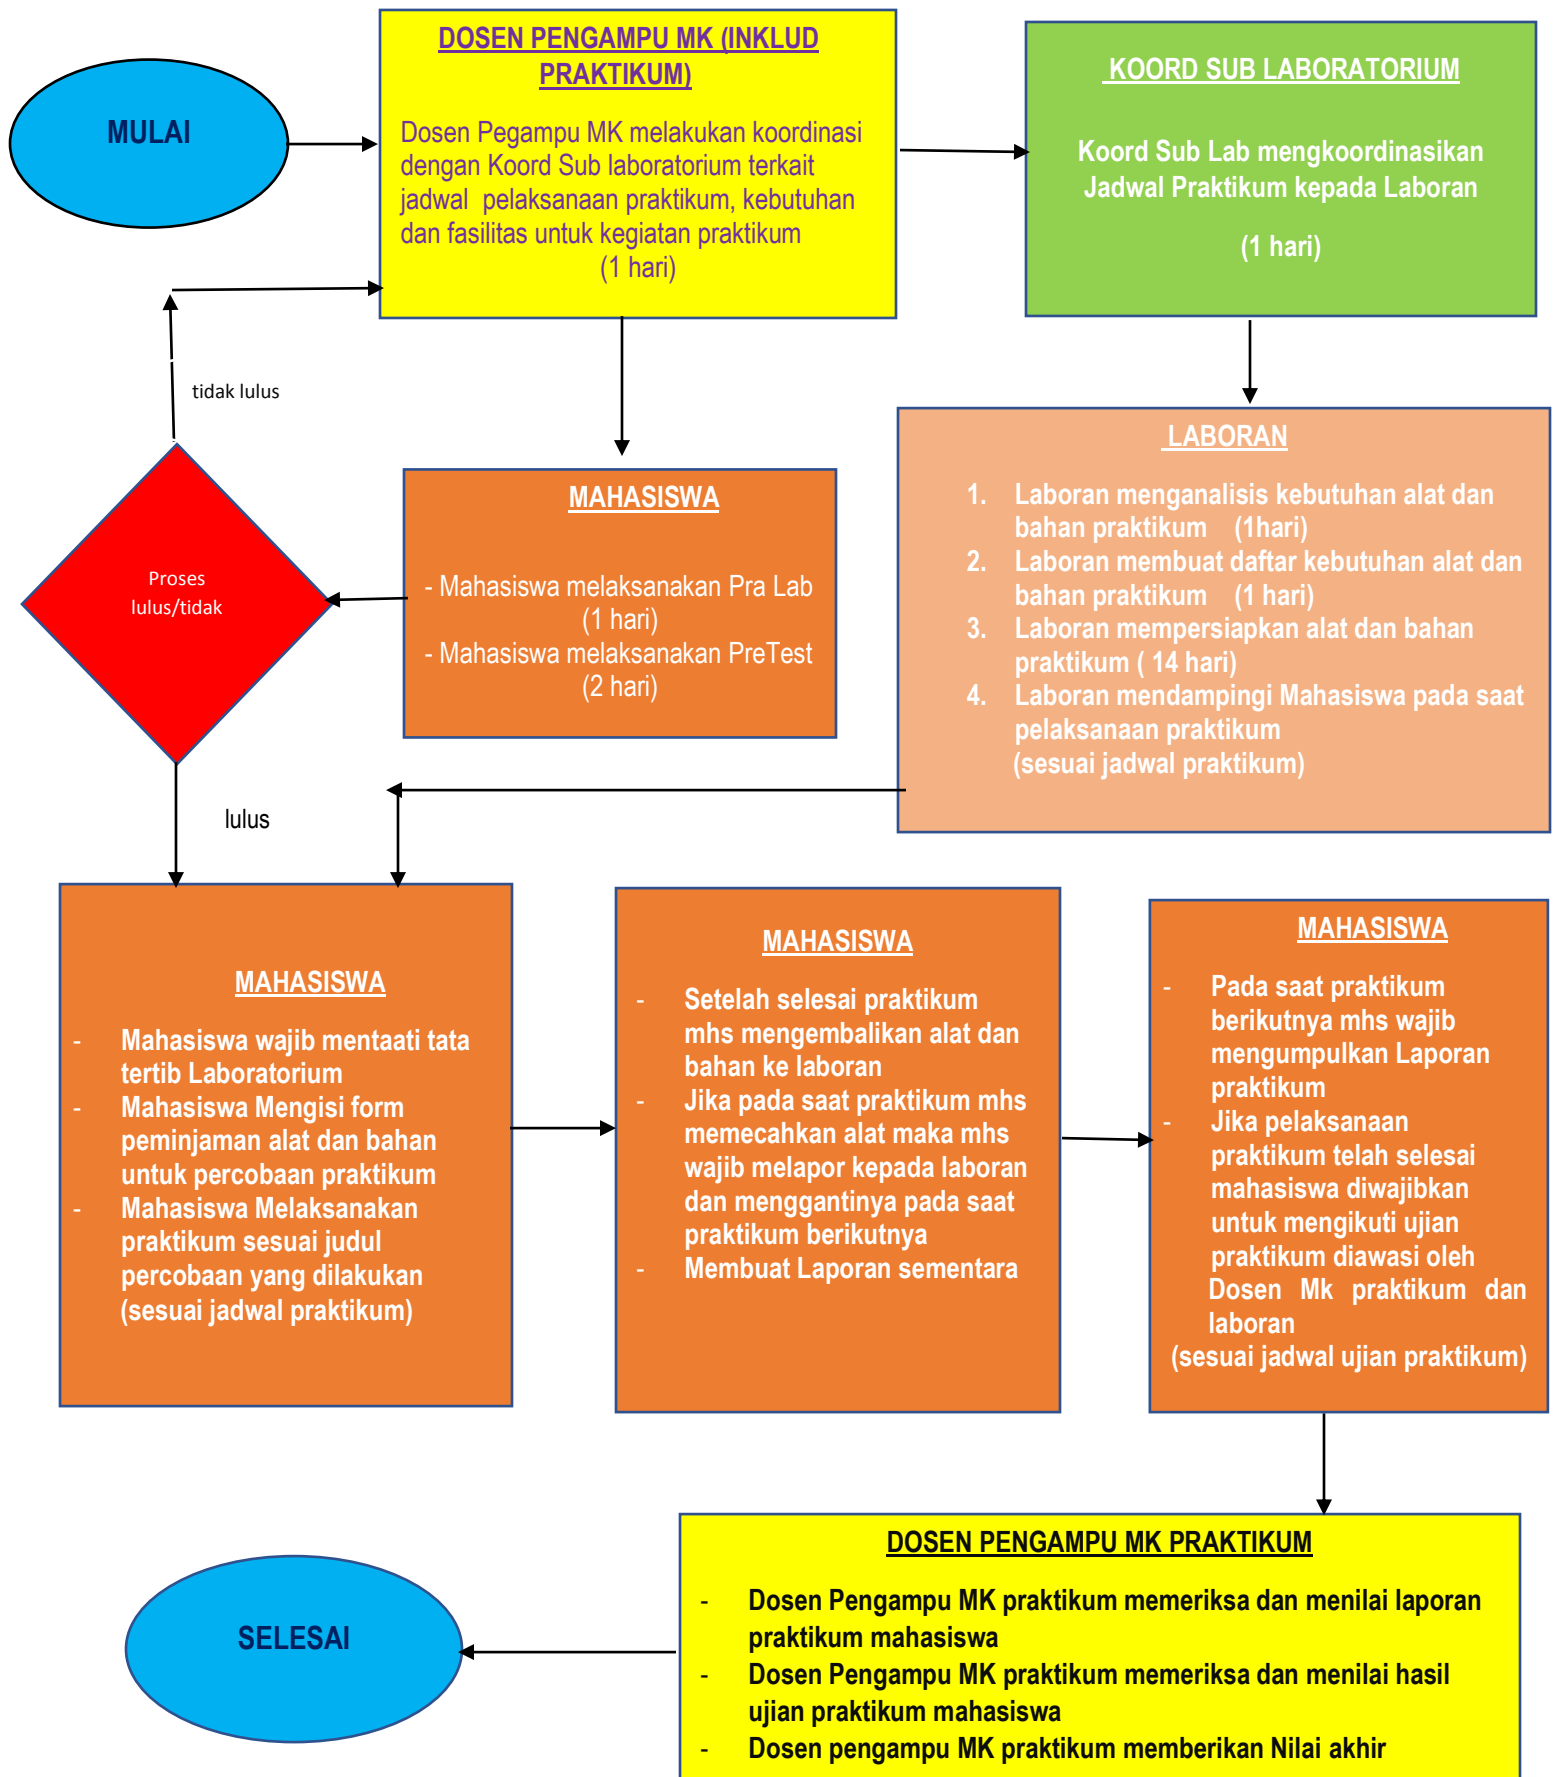 MULAI
DOSEN PENGAMPU MK (INKLUD
PRAKTIKUM)
Dosen Pegampu MK melakukan koordinasi
dengan Koord Sub laboratorium terkait
jadwal pelaksanaan praktikum, kebutuhan
dan fasilitas untuk kegiatan praktikum
(1 hari)
KOORD SUB LABORATORIUM
Koord Sub Lab mengkoordinasikan
Jadwal Praktikum kepada Laboran
(1 hari)
tidak lulus
Proses
lulus/tidak
MAHASISWA
- Mahasiswa melaksanakan Pra Lab
(1 hari)
- Mahasiswa melaksanakan PreTest
(2 hari)
LABORAN
1. Laboran menganalisis kebutuhan alat dan
bahan praktikum (1hari)
2. Laboran membuat daftar kebutuhan alat dan
bahan praktikum (1 hari)
3. Laboran mempersiapkan alat dan bahan
praktikum ( 14 hari)
4. Laboran mendampingi Mahasiswa pada saat
pelaksanaan praktikum
(sesuai jadwal praktikum)
lulus
MAHASISWA
- Mahasiswa wajib mentaati tata
tertib Laboratorium
- Mahasiswa Mengisi form
peminjaman alat dan bahan
untuk percobaan praktikum
- Mahasiswa Melaksanakan
praktikum sesuai judul
percobaan yang dilakukan
(sesuai jadwal praktikum)
MAHASISWA
- Setelah selesai praktikum
mhs mengembalikan alat dan
bahan ke laboran
- Jika pada saat praktikum mhs
memecahkan alat maka mhs
wajib melapor kepada laboran
dan menggantinya pada saat
praktikum berikutnya
- Membuat Laporan sementara
MAHASISWA
- Pada saat praktikum
berikutnya mhs wajib
mengumpulkan Laporan
praktikum
- Jika pelaksanaan
praktikum telah selesai
mahasiswa diwajibkan
untuk mengikuti ujian
praktikum diawasi oleh
Dosen Mk praktikum dan
laboran
(sesuai jadwal ujian praktikum)
DOSEN PENGAMPU MK PRAKTIKUM
- Dosen Pengampu MK praktikum memeriksa dan menilai laporan
praktikum mahasiswa
- Dosen Pengampu MK praktikum memeriksa dan menilai hasil
ujian praktikum mahasiswa
- Dosen pengampu MK praktikum memberikan Nilai akhir
SELESAI